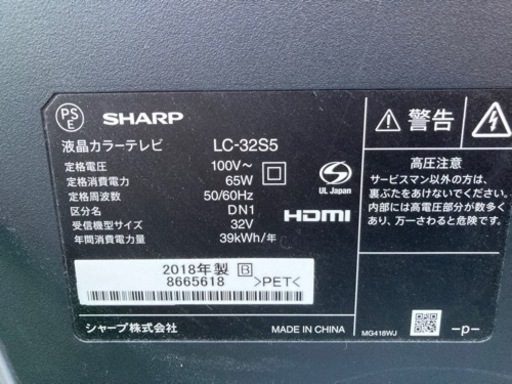 PS
E
SHARP
液晶カラーテレビ LC-32S5
定格電圧 100V～
定格消費電力 65W
定格周波数 50/60Hz
区分名 DN1
受信機型サイズ 32V
年間消費電力量 39kWh/年
UL Japan
HDMI
2018年製 B
8665618 >PET<
シャープ株式会社 MADE IN CHINA
警告
高圧注意
サービスマン以外の方は、
裏ぶたをあけないでください。
内部には高電圧部分が数多く
あり、万一さわると危険です。
MG418WJ -p-